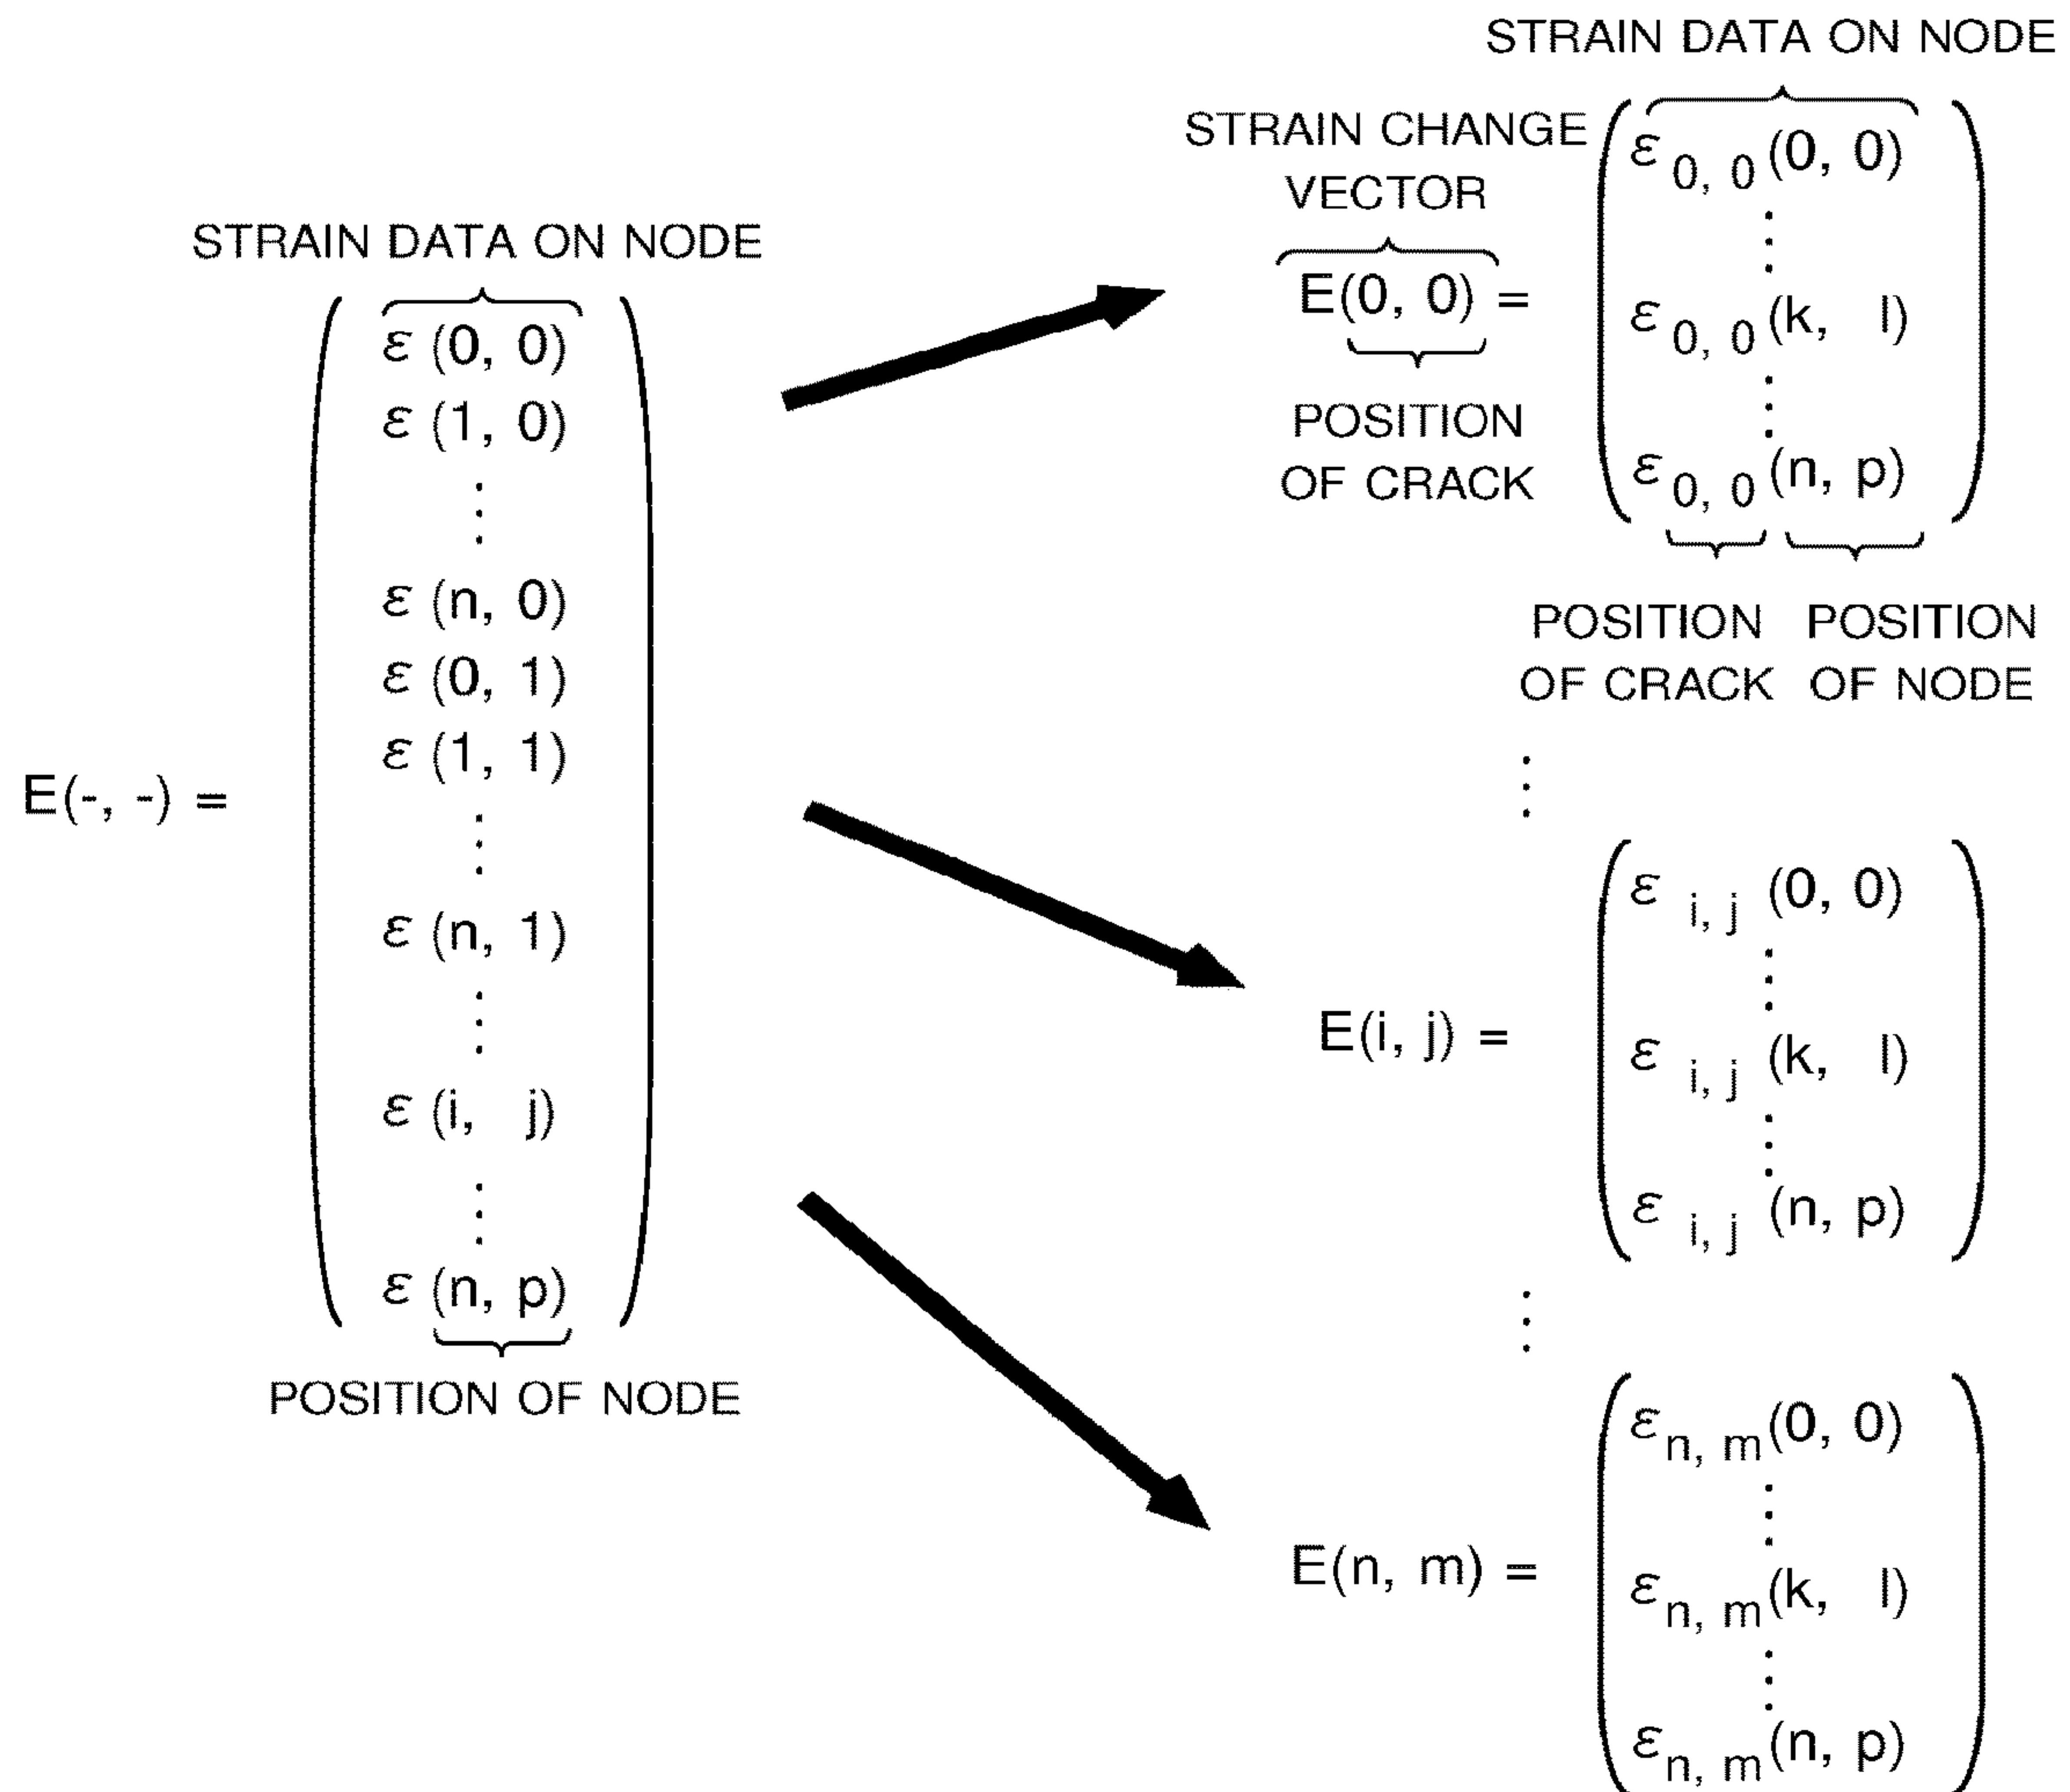 STRAIN DATA ON NODE
E(-, -) =
ε (0, 0)
ε (1, 0)
⋮
ε (n, 0)
ε (0, 1)
ε (1, 1)
⋮
ε (n, 1)
⋮
ε (i, j)
⋮
ε (n, p)
POSITION OF NODE
STRAIN DATA ON NODE
STRAIN CHANGE
VECTOR
E(0, 0) =
POSITION
OF CRACK
ε 0, 0 (0, 0)
⋮
ε 0, 0 (k, l)
⋮
ε 0, 0 (n, p)
POSITION
OF CRACK
POSITION
OF NODE
⋮
E(i, j) =
ε i, j (0, 0)
⋮
ε i, j (k, l)
⋮
ε i, j (n, p)
⋮
E(n, m) =
ε n, m (0, 0)
⋮
ε n, m (k, l)
⋮
ε n, m (n, p)